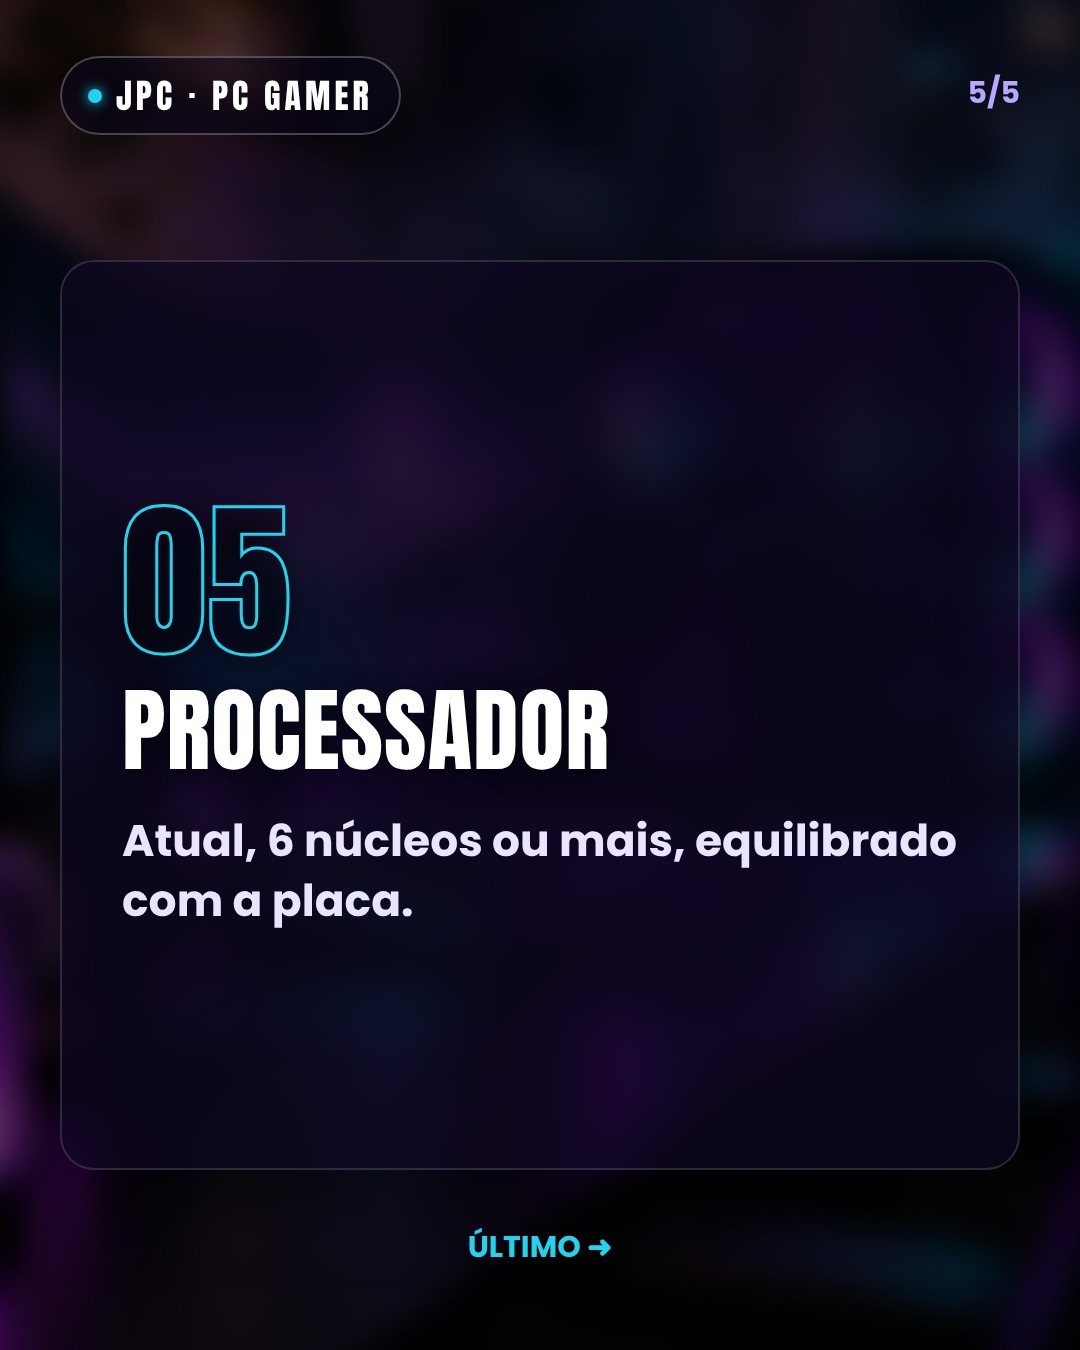 JPC · PC GAMER
5/5
05
PROCESSADOR
Atual, 6 núcleos ou mais, equilibrado
com a placa.
ÚLTIMO ➜